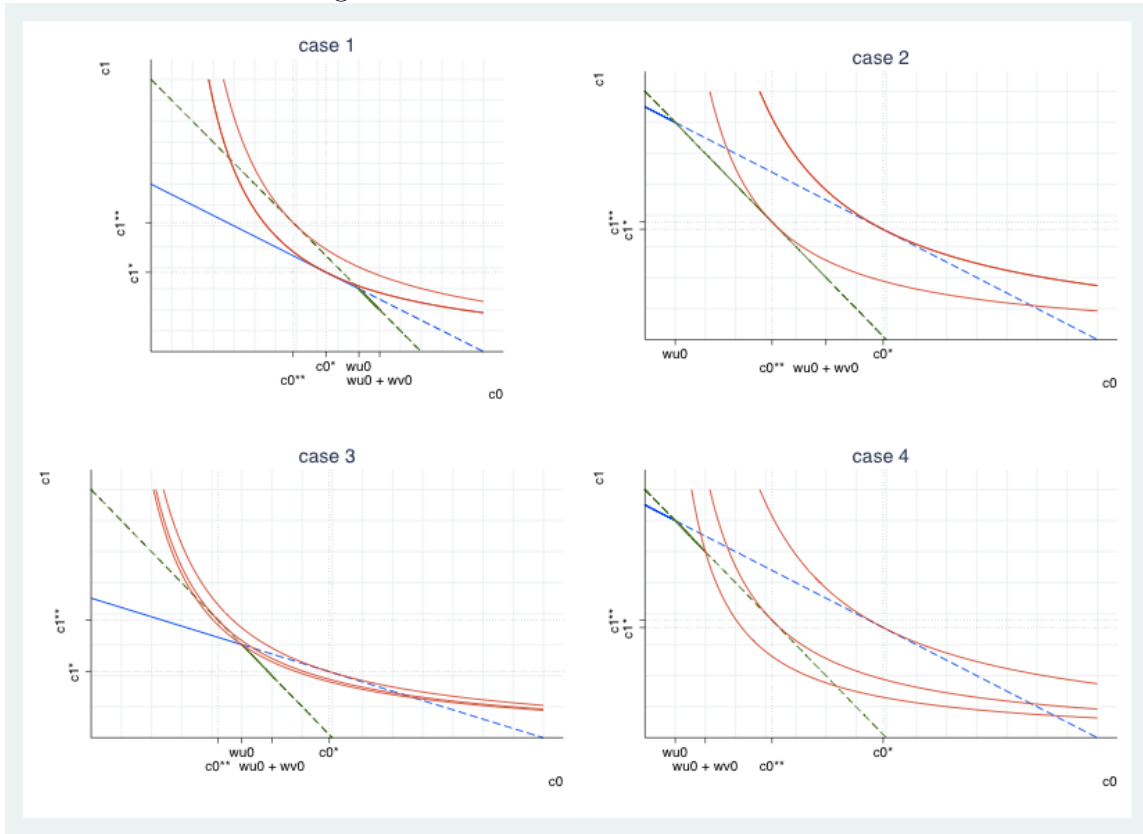 case 1
c1
c1**
c1*
c0* wu0
c0** wu0 + wv0
c0
case 2
c1
c1**
c1*
wu0 c0*
c0** wu0 + wv0
c0
case 3
c1
c1**
c1*
wu0 c0*
c0** wu0 + wv0
c0
case 4
c1
c1**
c1*
wu0 c0*
wu0 + wv0 c0**
c0